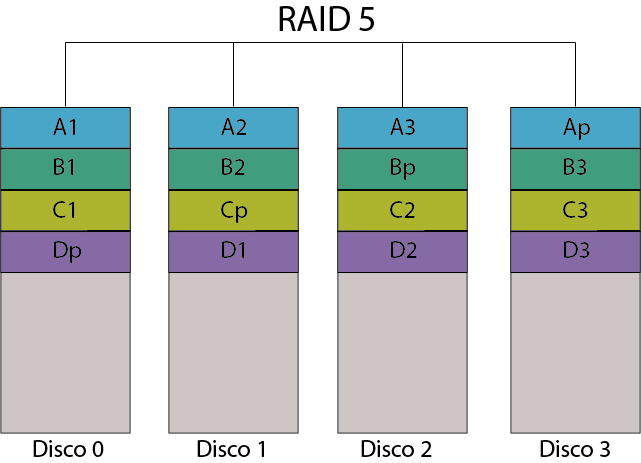 RAID 5
A1 A2 A3 Ap
B1 B2 Bp B3
C1 Cp C2 C3
Dp D1 D2 D3
Disco 0 Disco 1 Disco 2 Disco 3